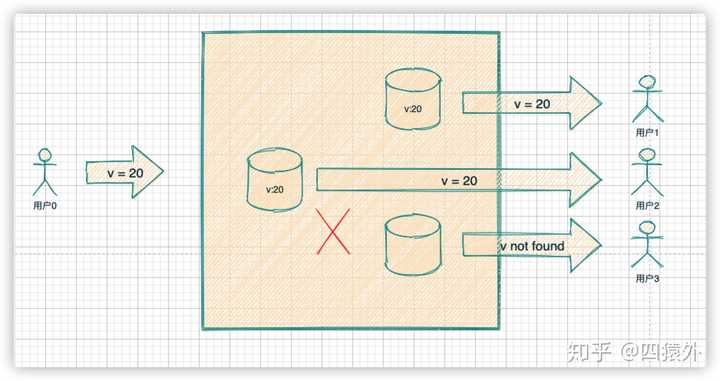 v:20
v = 20
用户1
用户0
v = 20
v:20
v = 20
用户2
v not found
用户3
知乎 @四猿外